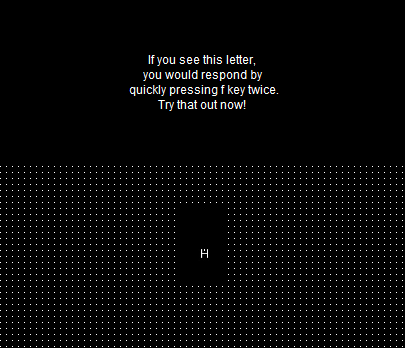 If you see this letter,
you would respond by
quickly pressing f key twice.
Try that out now!
H